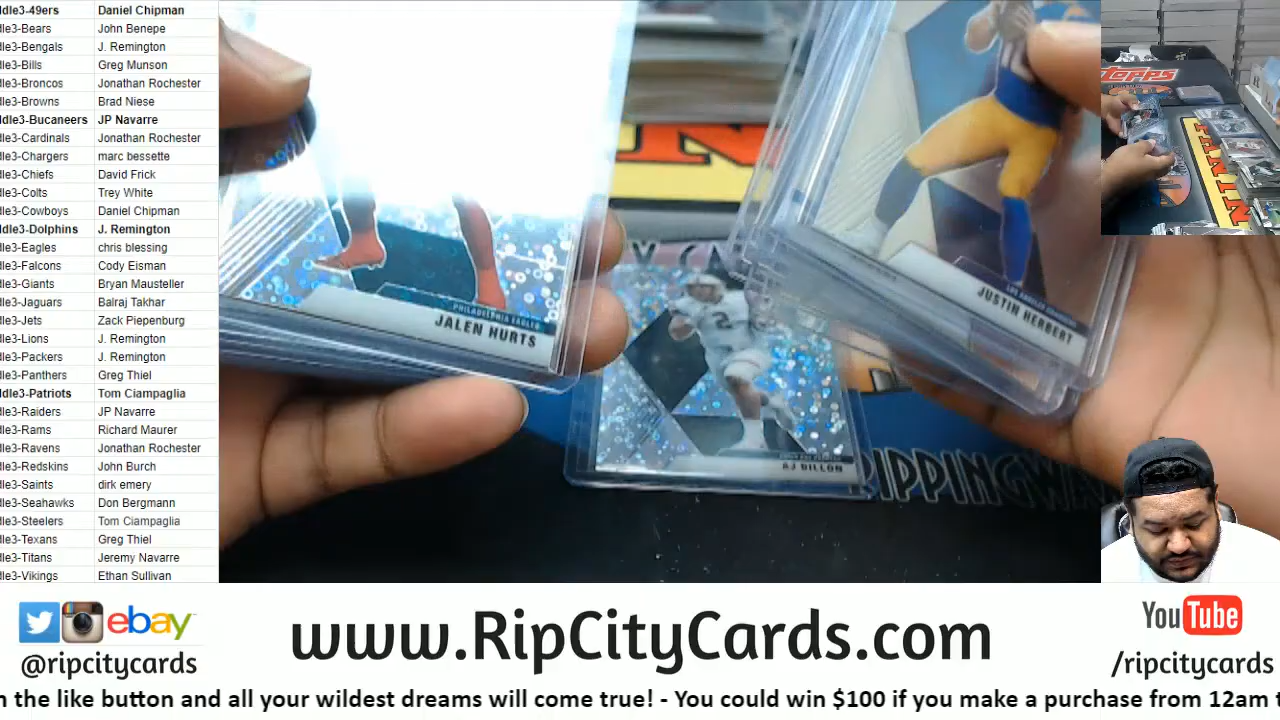 ddle3-49ers Daniel Chipman
dle3-Bears John Benepe
dle3-Bengals J. Remington
dle3-Bills Greg Munson
dle3-Broncos Jonathan Rochester
dle3-Browns Brad Niese
ddle3-Bucaneers JP Navarre
dle3-Cardinals Jonathan Rochester
dle3-Chargers marc bessette
dle3-Chiefs David Frick
dle3-Colts Trey White
dle3-Cowboys Daniel Chipman
ddle3-Dolphins J. Remington
dle3-Eagles chris blessing
dle3-Falcons Cody Eisman
dle3-Giants Bryan Mausteller
dle3-Jaguars Balraj Takhar
dle3-Jets Zack Piepenburg
dle3-Lions J. Remington
dle3-Packers J. Remington
dle3-Panthers Greg Thiel
ddle3-Patriots Tom Ciampaglia
dle3-Raiders JP Navarre
dle3-Rams Richard Maurer
dle3-Ravens Jonathan Rochester
dle3-Redskins John Burch
dle3-Saints dirk emery
dle3-Seahawks Don Bergmann
dle3-Steelers Tom Ciampaglia
dle3-Texans Greg Thiel
dle3-Titans Jeremy Navarre
dle3-Vikings Ethan Sullivan
PHILADELPHIA EAGLES
JALEN HURTS
JUSTIN HERBERT
2
AJ DILLON
RIPPINGWA
Topps
ebay
@ripcitycards
www.RipCityCards.com
YouTube
/ripcitycards
n the like button and all your wildest dreams will come true! - You could win $100 if you make a purchase from 12am t